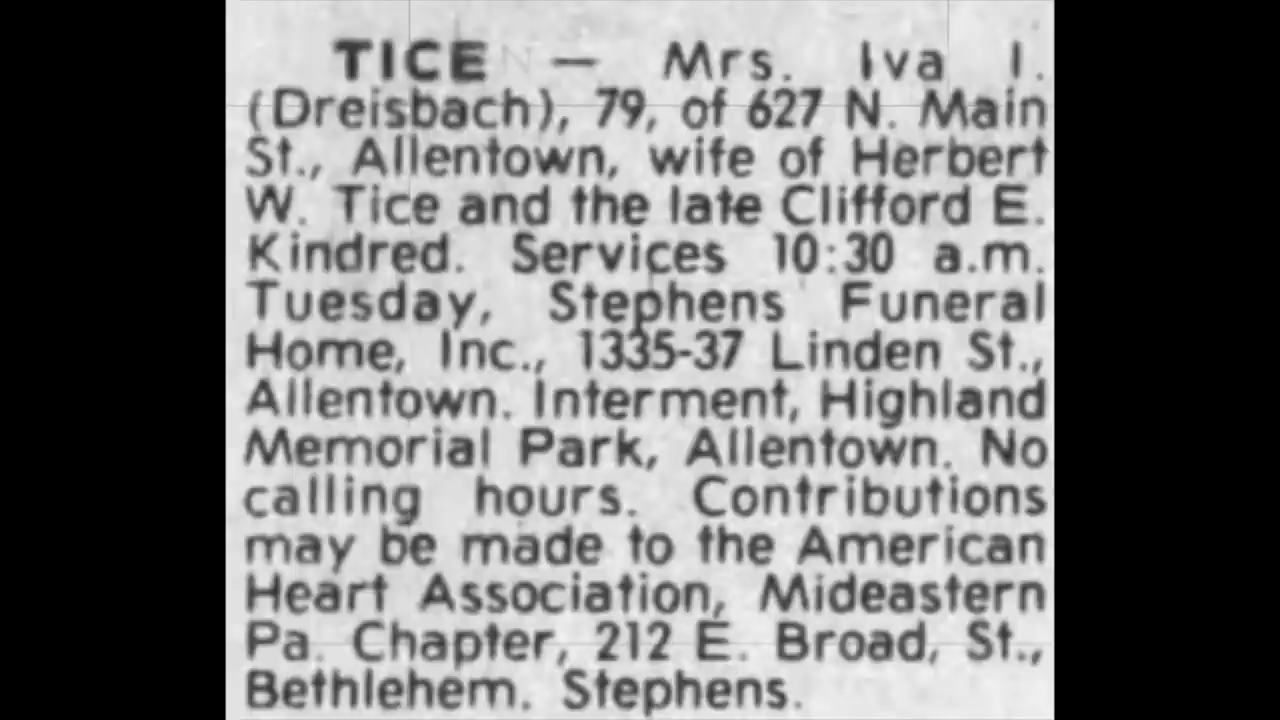 TICE — Mrs. Iva I.
(Dreisbach), 79, of 627 N. Main
St., Allentown, wife of Herbert
W. Tice and the late Clifford E.
Kindred. Services 10:30 a.m.
Tuesday, Stephens Funeral
Home, Inc., 1335-37 Linden St.,
Allentown. Interment, Highland
Memorial Park, Allentown. No
calling hours. Contributions
may be made to the American
Heart Association, Mideastern
Pa. Chapter, 212 E. Broad, St.,
Bethlehem. Stephens.